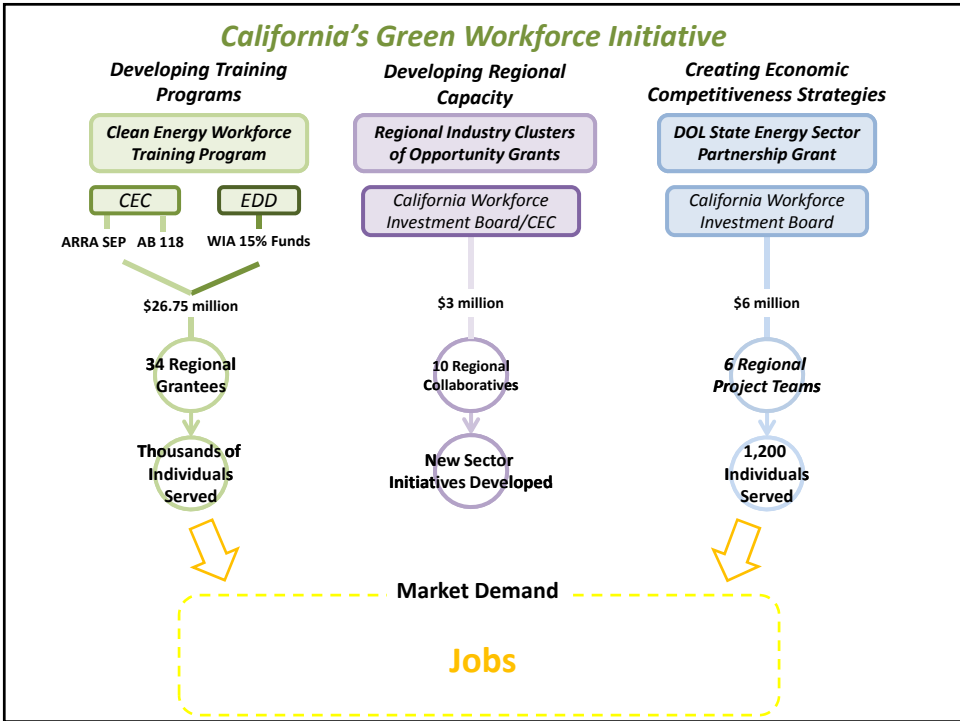 California’s Green Workforce Initiative
Developing Training
Programs
Clean Energy Workforce
Training Program
CEC
EDD
ARRA SEP
AB 118
WIA 15% Funds
$26.75 million
34 Regional
Grantees
Thousands of
Individuals
Served
Developing Regional
Capacity
Regional Industry Clusters
of Opportunity Grants
California Workforce
Investment Board/CEC
$3 million
10 Regional
Collaboratives
New Sector
Initiatives Developed
Creating Economic
Competitiveness Strategies
DOL State Energy Sector
Partnership Grant
California Workforce
Investment Board
$6 million
6 Regional
Project Teams
1,200
Individuals
Served
Market Demand
Jobs